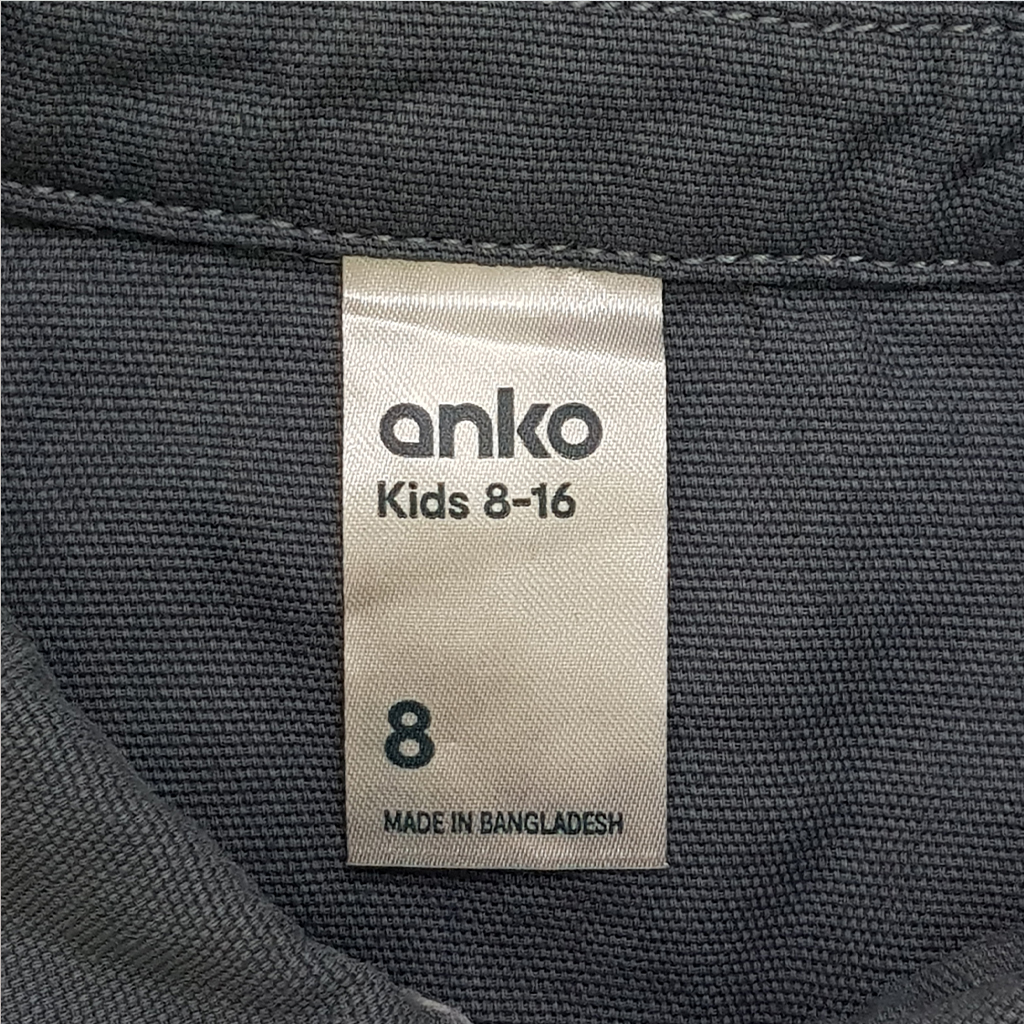 anko
Kids 8-16
8
MADE IN BANGLADESH